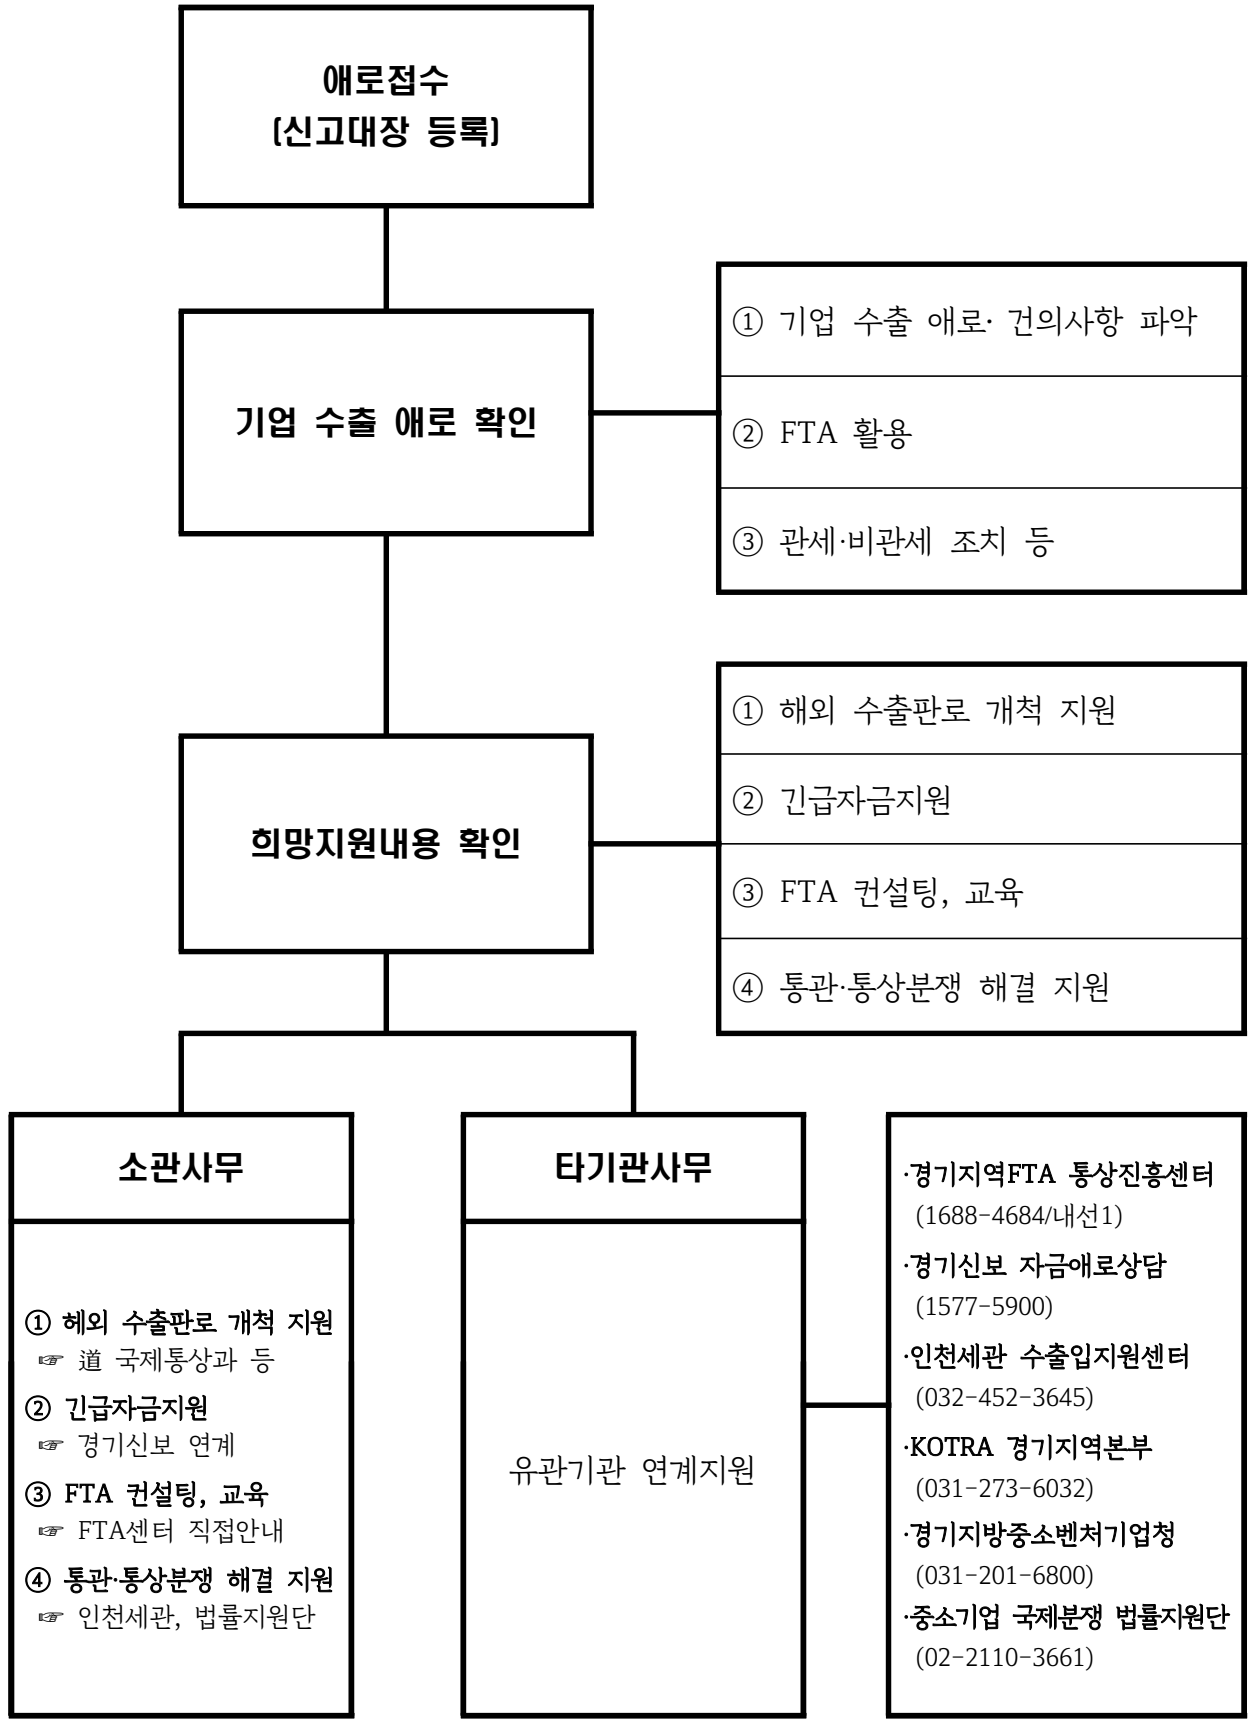 애로접수
(신고대장 등록)
기업 수출 애로 확인
① 기업 수출 애로· 건의사항 파악
② FTA 활용
③ 관세·비관세 조치 등
희망지원내용 확인
① 해외 수출판로 개척 지원
② 긴급자금지원
③ FTA 컨설팅, 교육
④ 통관·통상분쟁 해결 지원
소관사무
① 헤외 수출판로 개척 지원
☞ 道 국제통상과 등
② 긴급자금지원
☞ 경기신보 연계
③ FTA 컨설팅, 교육
☞ FTA센터 직접안내
④ 통관·통상분쟁 해결 지원
☞ 인천세관, 법률지원단
타기관사무
유관기관 연계지원
·경기지역FTA 통상진흥센터
(1688-4684/내선1)
·경기신보 자금애로상담
(1577-5900)
·인천세관 수출입지원센터
(032-452-3645)
·KOTRA 경기지역본부
(031-273-6032)
·경기지방중소벤처기업청
(031-201-6800)
·중소기업 국제분쟁 법률지원단
(02-2110-3661)